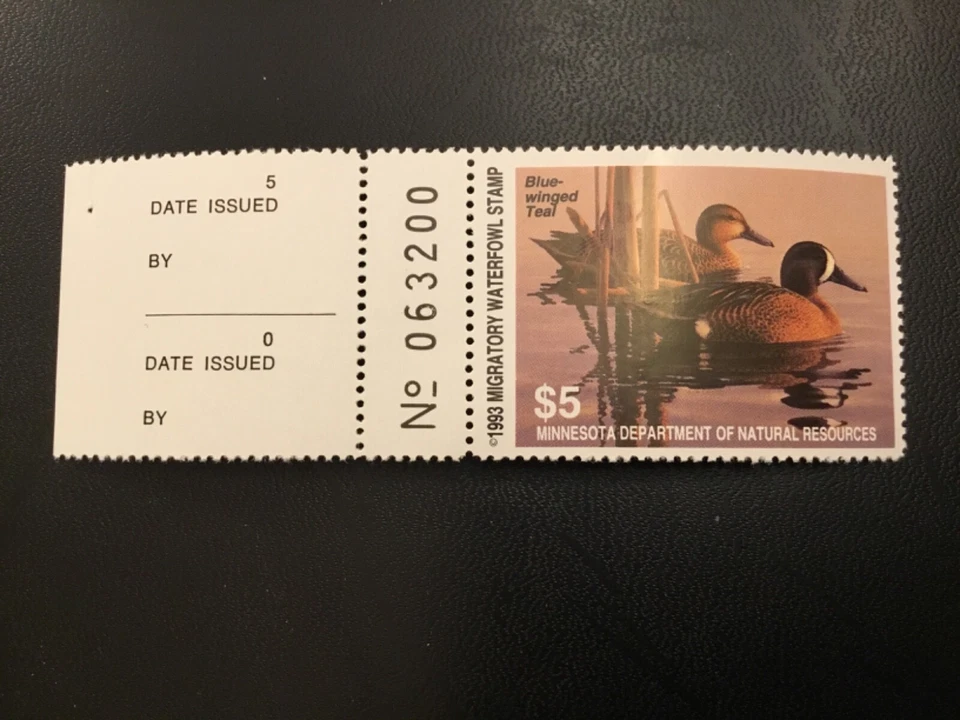 5
DATE ISSUED
BY
0
DATE ISSUED
BY
Nº 063200
©1993 MIGRATORY WATERFOWL STAMP
Blue-
winged
Teal
$5
MINNESOTA DEPARTMENT OF NATURAL RESOURCES